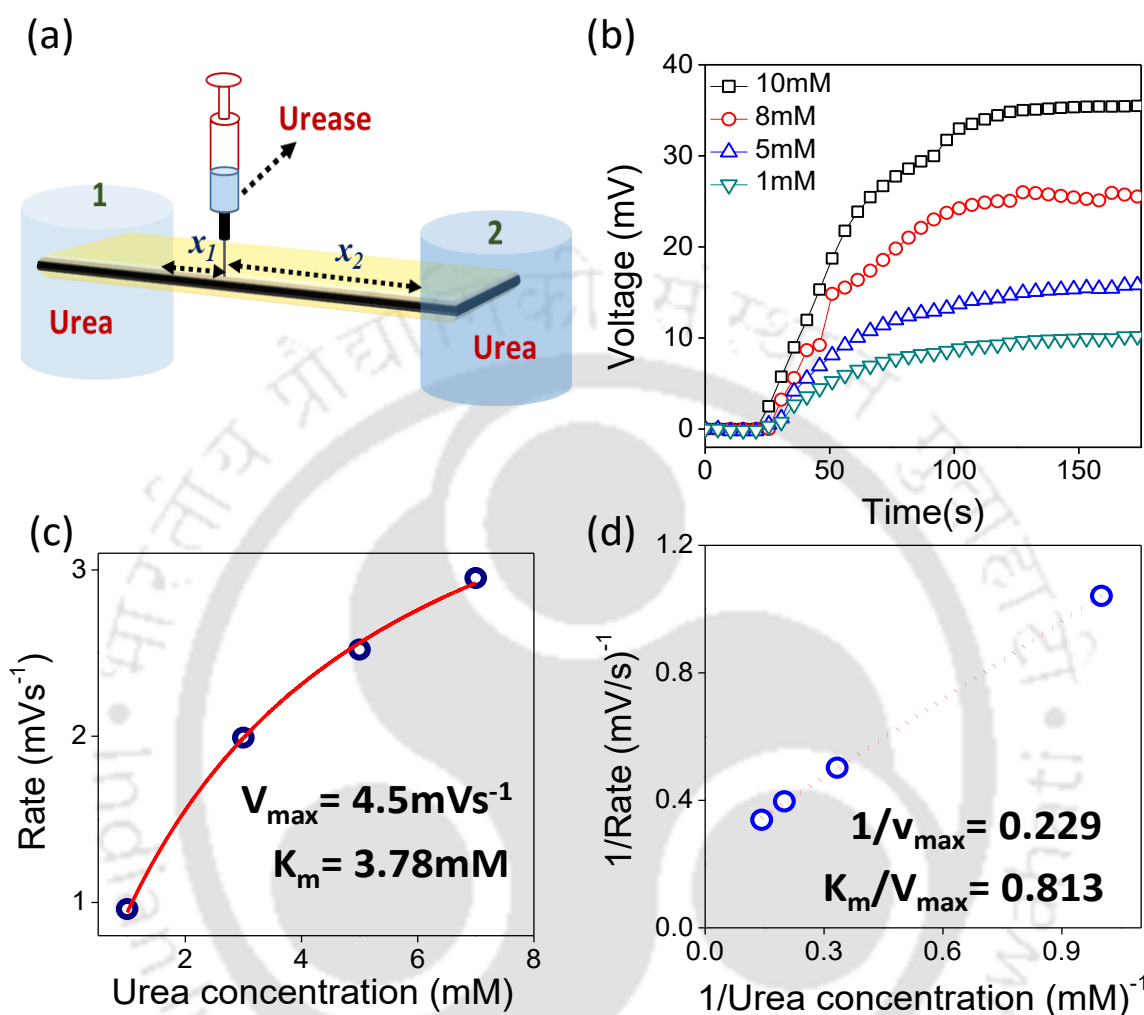 (a)
Urease
1
2
x₁
x₂
Urea
Urea
(b)
40
30
20
10
0
Voltage (mV)
10mM
8mM
5mM
1mM
0
50
100
150
Time(s)
(c)
3
2
1
Rate (mVs⁻¹)
Vmax= 4.5mVs⁻¹
Km= 3.78mM
2
4
6
8
Urea concentration (mM)
(d)
1.2
0.8
0.4
0.0
1/Rate (mV/s)⁻¹
1/vmax= 0.229
Km/Vmax= 0.813
0.0
0.3
0.6
0.9
1/Urea concentration (mM)⁻¹